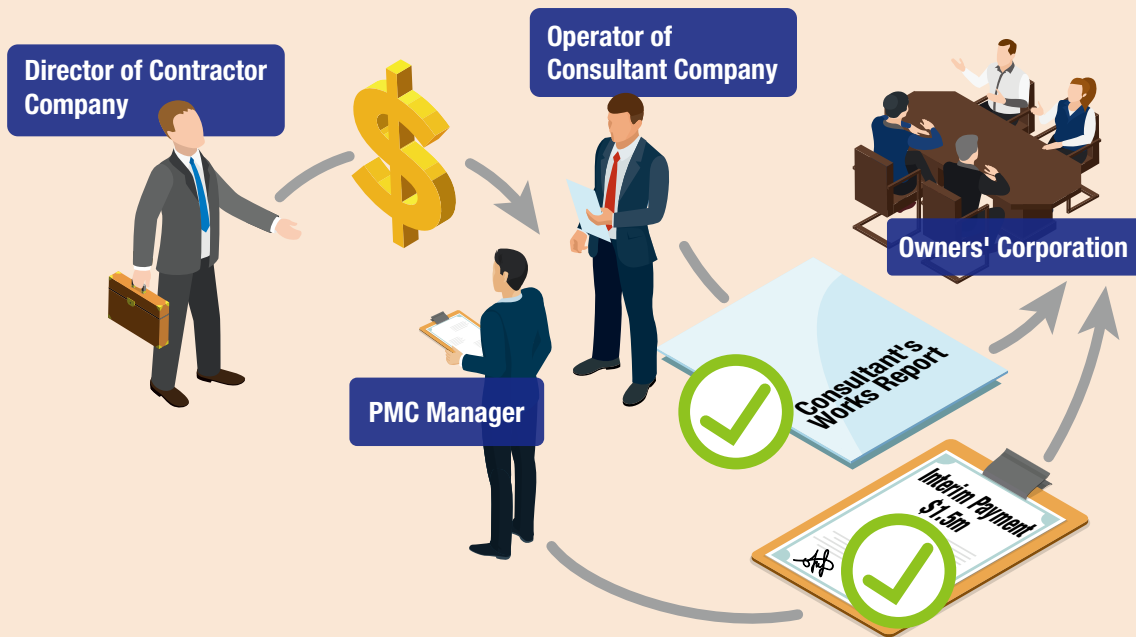 Director of Contractor
Company
Operator of
Consultant Company
Owners' Corporation
PMC Manager
Consultant's
Works Report
Interim Payment
$1.5m